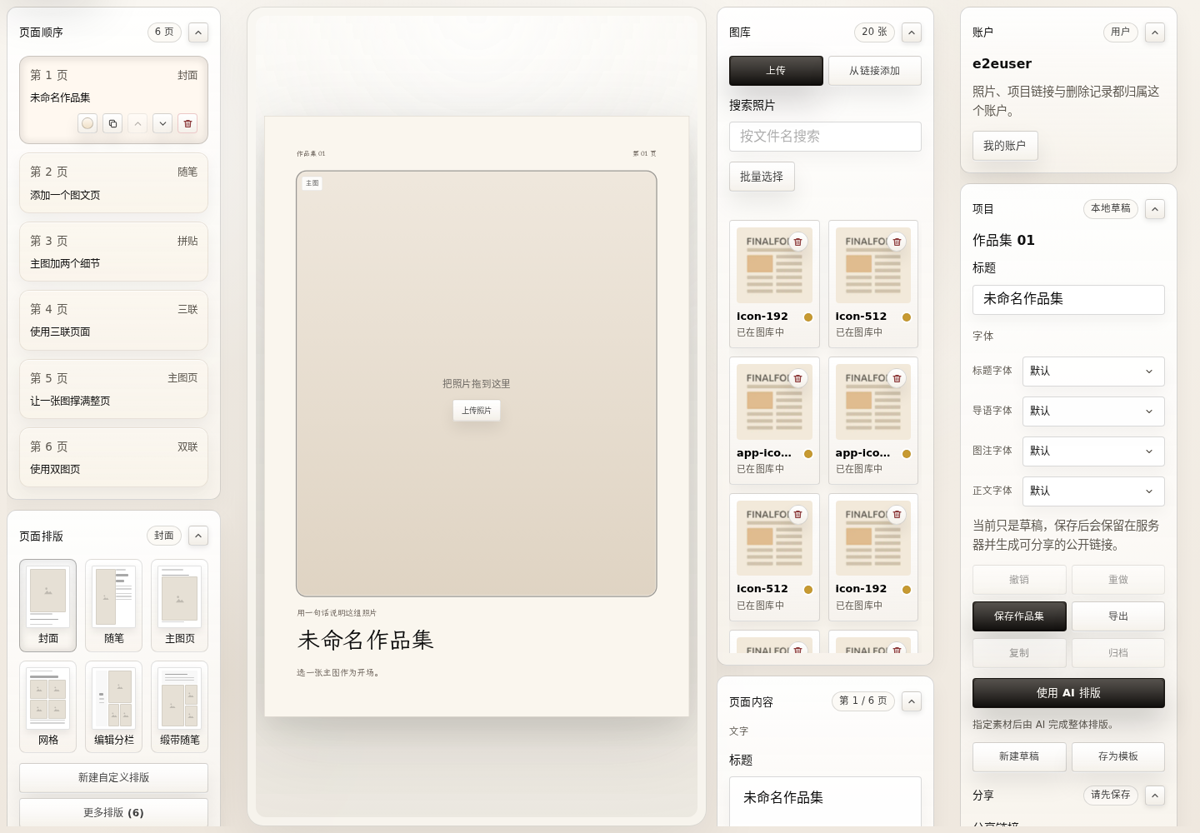 页面顺序
6 页
第 1 页
封面
未命名作品集
第 2 页
随笔
添加一个图文页
第 3 页
拼贴
主图加两个细节
第 4 页
三联
使用三联页面
第 5 页
主图页
让一张图撑满整页
第 6 页
双联
使用双图页
页面排版
封面
封面
随笔
主图页
网格
编辑分栏
缎带随笔
新建自定义排版
更多排版 (6)
作品集 01
第 01 页
主图
把照片拖到这里
上传照片
用一句话说明这组照片
未命名作品集
选一张主图作为开场。
图库
20 张
上传
从链接添加
搜索照片
按文件名搜索
批量选择
FINALFO
FINALFO
icon-192
已在图库中
icon-512
已在图库中
FINALFO
FINALFO
app-ico...
已在图库中
app-ico...
已在图库中
FINALFO
FINALFO
icon-512
已在图库中
icon-192
已在图库中
页面内容
第 1 / 6 页
文字
标题
未命名作品集
账户
用户
e2euser
照片、项目链接与删除记录都归属这
个账户。
我的账户
项目
本地草稿
作品集 01
标题
未命名作品集
字体
标题字体
默认
导语字体
默认
图注字体
默认
正文字体
默认
当前只是草稿，保存后会保留在服务
器并生成可分享的公开链接。
撤销
重做
保存作品集
导出
复制
归档
使用 AI 排版
指定素材后由 AI 完成整体排版。
新建草稿
存为模板
分享
请先保存